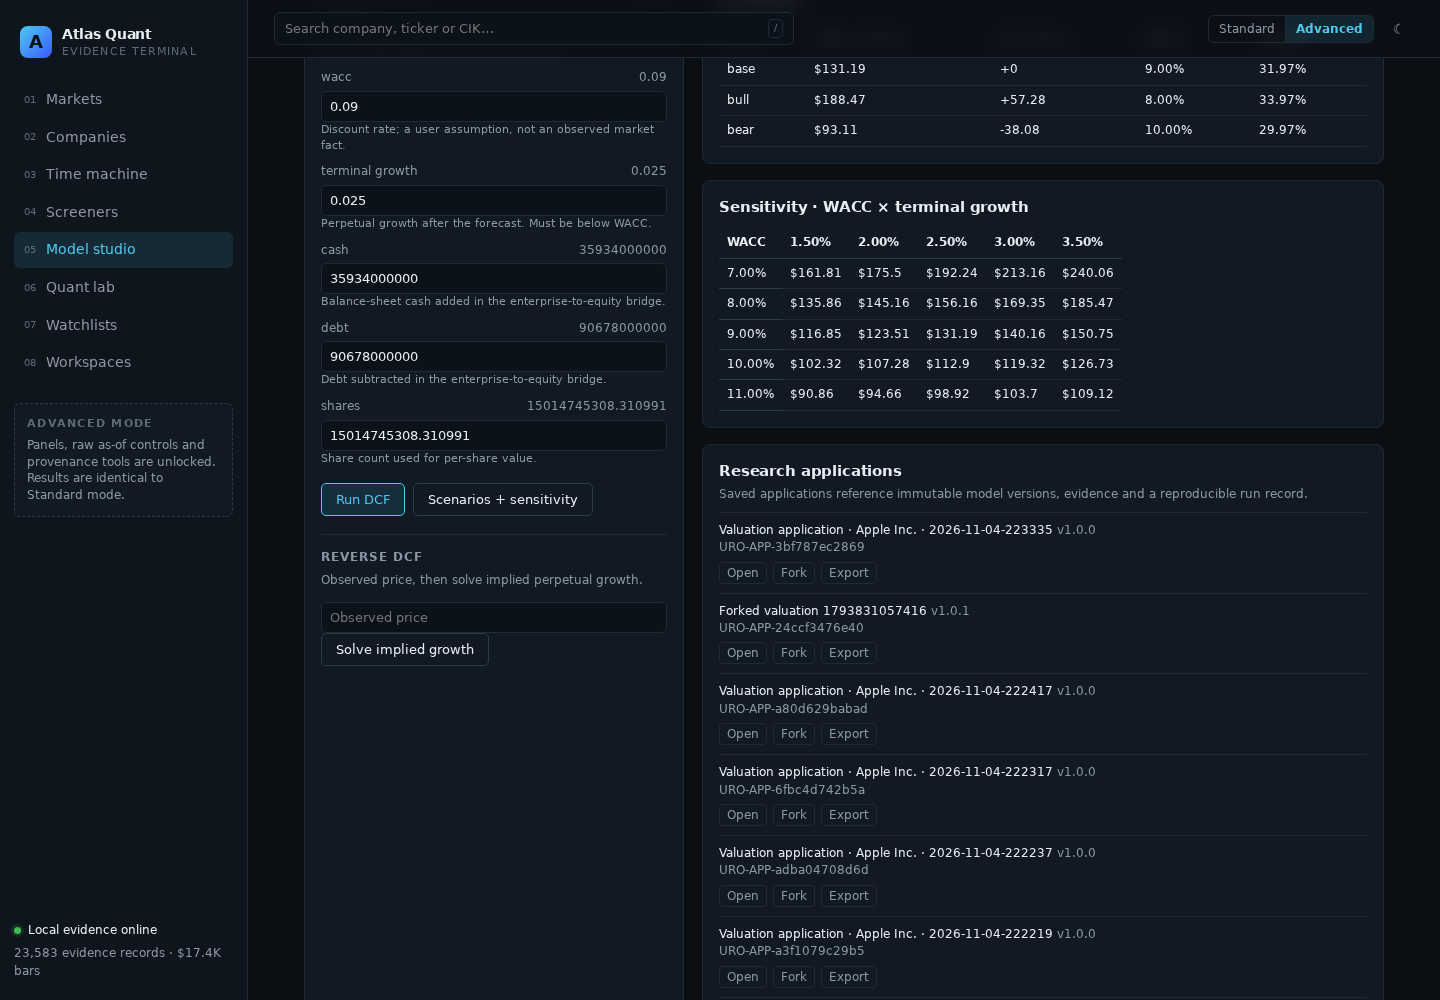 A
Atlas Quant
EVIDENCE TERMINAL
01 Markets
02 Companies
03 Time machine
04 Screeners
05 Model studio
06 Quant lab
07 Watchlists
08 Workspaces
ADVANCED MODE
Panels, raw as-of controls and
provenance tools are unlocked.
Results are identical to
Standard mode.
Local evidence online
23,583 evidence records · $17.4K
bars
Search company, ticker or CIK...
/
Standard Advanced
wacc 0.09
0.09
Discount rate; a user assumption, not an observed market
fact.
terminal growth 0.025
0.025
Perpetual growth after the forecast. Must be below WACC.
cash 35934000000
35934000000
Balance-sheet cash added in the enterprise-to-equity bridge.
debt 90678000000
90678000000
Debt subtracted in the enterprise-to-equity bridge.
shares 15014745308.310991
15014745308.310991
Share count used for per-share value.
Run DCF Scenarios + sensitivity
REVERSE DCF
Observed price, then solve implied perpetual growth.
Observed price
Solve implied growth
base $131.19 +0 9.00% 31.97%
bull $188.47 +57.28 8.00% 33.97%
bear $93.11 -38.08 10.00% 29.97%
Sensitivity · WACC × terminal growth
WACC 1.50% 2.00% 2.50% 3.00% 3.50%
7.00% $161.81 $175.5 $192.24 $213.16 $240.06
8.00% $135.86 $145.16 $156.16 $169.35 $185.47
9.00% $116.85 $123.51 $131.19 $140.16 $150.75
10.00% $102.32 $107.28 $112.9 $119.32 $126.73
11.00% $90.86 $94.66 $98.92 $103.7 $109.12
Research applications
Saved applications reference immutable model versions, evidence and a reproducible run record.
Valuation application · Apple Inc. · 2026-11-04-223335 v1.0.0
URO-APP-3bf787ec2869
Open Fork Export
Forked valuation 1793831057416 v1.0.1
URO-APP-24ccf3476e40
Open Fork Export
Valuation application · Apple Inc. · 2026-11-04-222417 v1.0.0
URO-APP-a80d629babad
Open Fork Export
Valuation application · Apple Inc. · 2026-11-04-222317 v1.0.0
URO-APP-6fbc4d742b5a
Open Fork Export
Valuation application · Apple Inc. · 2026-11-04-222237 v1.0.0
URO-APP-adba04708d6d
Open Fork Export
Valuation application · Apple Inc. · 2026-11-04-222219 v1.0.0
URO-APP-a3f1079c29b5
Open Fork Export